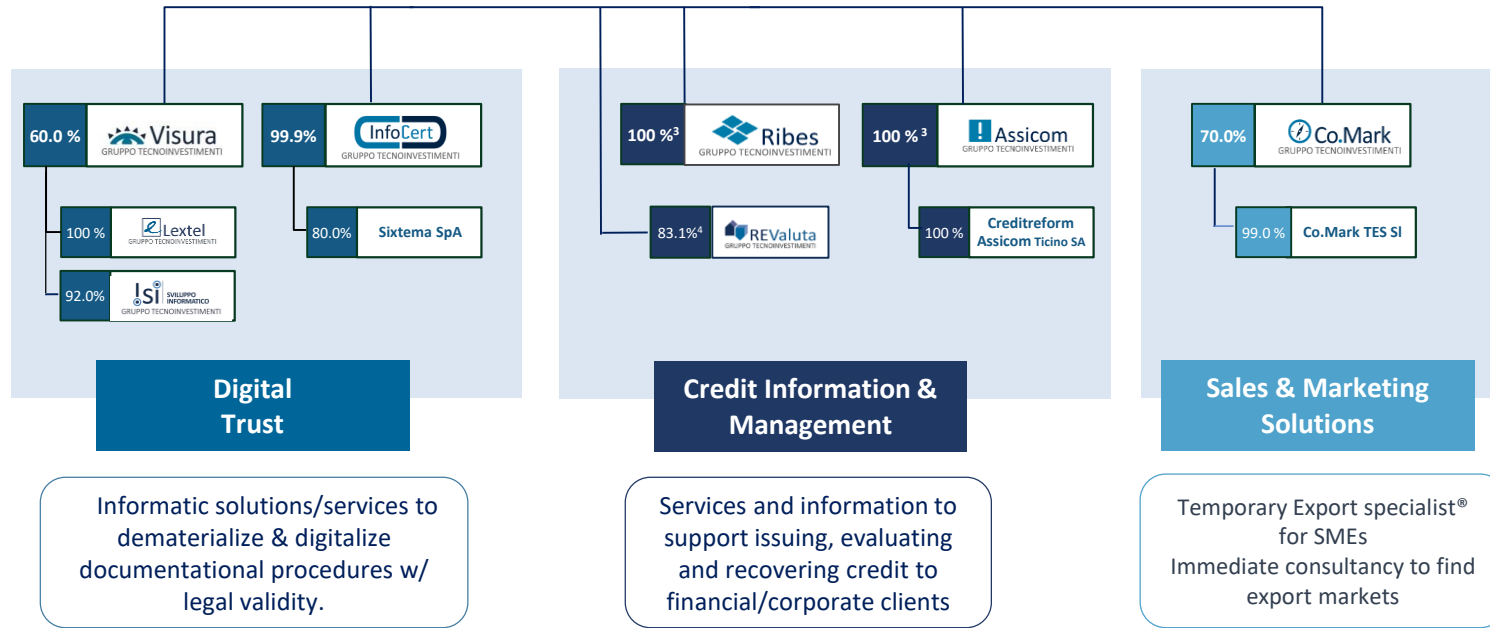 60.0 %
Visura
GRUPPO TECNOINVESTIMENTI
99.9%
InfoCert
GRUPPO TECNOINVESTIMENTI
100 %
Lextel
GRUPPO TECNOINVESTIMENTI
80.0%
Sixtema SpA
92.0%
Isi SVILUPPO
INFORMATICO
GRUPPO TECNOINVESTIMENTI
Digital
Trust
Informatic solutions/services to
dematerialize & digitalize
documentational procedures w/
legal validity.
100 %³
Ribes
GRUPPO TECNOINVESTIMENTI
100 % ³
Assicom
GRUPPO TECNOINVESTIMENTI
83.1%⁴
REValuta
GRUPPO TECNOINVESTIMENTI
100 %
Creditreform
Assicom Ticino SA
Credit Information &
Management
Services and information to
support issuing, evaluating
and recovering credit to
financial/corporate clients
70.0%
Co.Mark
GRUPPO TECNOINVESTIMENTI
99.0 %
Co.Mark TES Sl
Sales & Marketing
Solutions
Temporary Export specialist®
for SMEs
Immediate consultancy to find
export markets